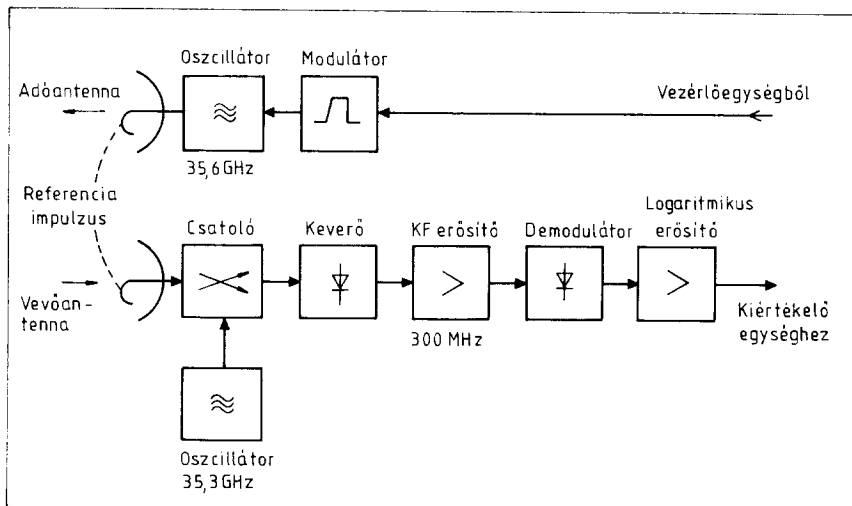 Oszcillátor
Modulátor
Adóantenna
Vezérlőegységből
35,6 GHz
Referencia
impulzus
Csatoló
Keverő
KF erősítő
Demodulátor
Logaritmikus
erősítő
Vevőan-
tenna
300 MHz
Kiértékelő
egységhez
Oszcillátor
35,3 GHz